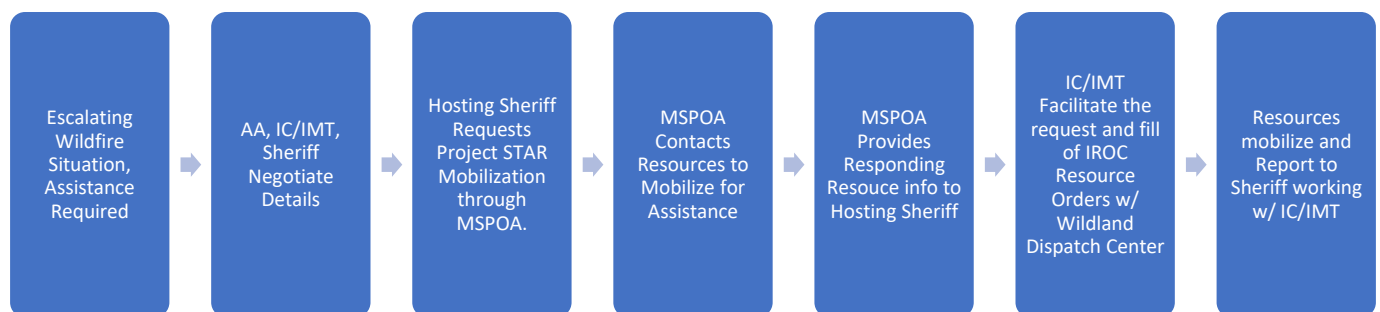 Escalating
Wildfire
Situation,
Assistance
Required
AA, IC/IMT,
Sheriff
Negotiate
Details
Hosting Sheriff
Requests
Project STAR
Mobilization
through
MSPOA.
MSPOA
Contacts
Resources to
Mobilize for
Assistance
MSPOA
Provides
Responding
Resouce info to
Hosting Sheriff
IC/IMT
Facilitate the
request and fill
of IROC
Resource
Orders w/
Wildland
Dispatch Center
Resources
mobilize and
Report to
Sheriff working
w/ IC/IMT